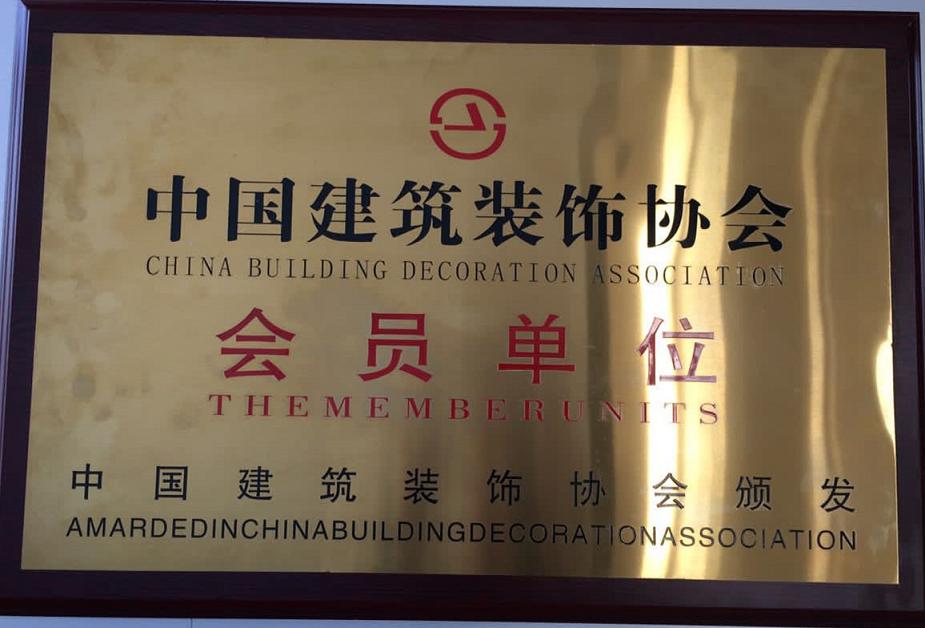 中国建筑装饰协会
CHINA BUILDING DECORATION ASSOCIATION
会员单位
THEMEMBERUNITS
中国建筑装饰协会颁发
AMARDEDINCHINABUILDINGDECORATIONASSOCIATION